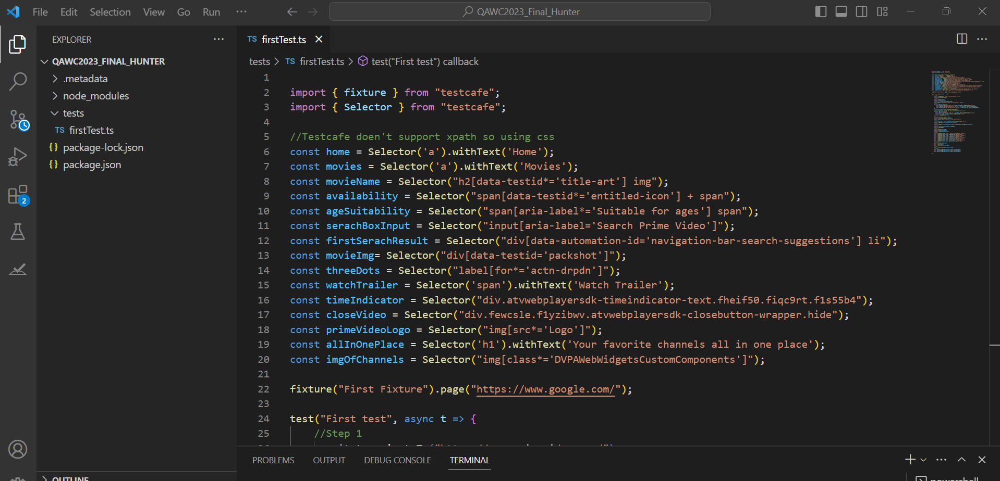 File Edit Selection View Go Run ··· QAWC2023_Final_Hunter
EXPLORER
QAWC2023_FINAL_HUNTER
.metadata
node_modules
tests
TS firstTest.ts
{} package-lock.json
{} package.json
OUTLINE
TS firstTest.ts
tests > TS firstTest.ts > test("First test") callback
1
2 import { fixture } from "testcafe";
3 import { Selector } from "testcafe";
4
5 //Testcafe doen't support xpath so using css
6 const home = Selector('a').withText('Home');
7 const movies = Selector('a').withText('Movies');
8 const movieName = Selector("h2[data-testid*='title-art'] img");
9 const availability = Selector("span[data-testid*='entitled-icon'] + span");
10 const ageSuitability = Selector("span[aria-label*='Suitable for ages'] span");
11 const serachBoxInput = Selector("input[aria-label='Search Prime Video']");
12 const firstSerachResult = Selector("div[data-automation-id='navigation-bar-search-suggestions'] li");
13 const movieImg= Selector("div[data-testid='packshot']");
14 const threeDots = Selector("label[for*='actn-drpdn']");
15 const watchTrailer = Selector('span').withText('Watch Trailer');
16 const timeIndicator = Selector("div.atvwebplayersdk-timeindicator-text.fheif50.fiqc9rt.f1s55b4");
17 const closeVideo = Selector("div.fewcsle.f1yzibwv.atvwebplayersdk-closebutton-wrapper.hide");
18 const primeVideoLogo = Selector("img[src*='Logo']");
19 const allInOnePlace = Selector('h1').withText('Your favorite channels all in one place');
20 const imgOfChannels = Selector("img[class*='DVPAWebWidgetsCustomComponents']");
21
22 fixture("First Fixture").page("https://www.google.com/");
23
24 test("First test", async t => {
25 //Step 1
PROBLEMS OUTPUT DEBUG CONSOLE TERMINAL
powershell
2